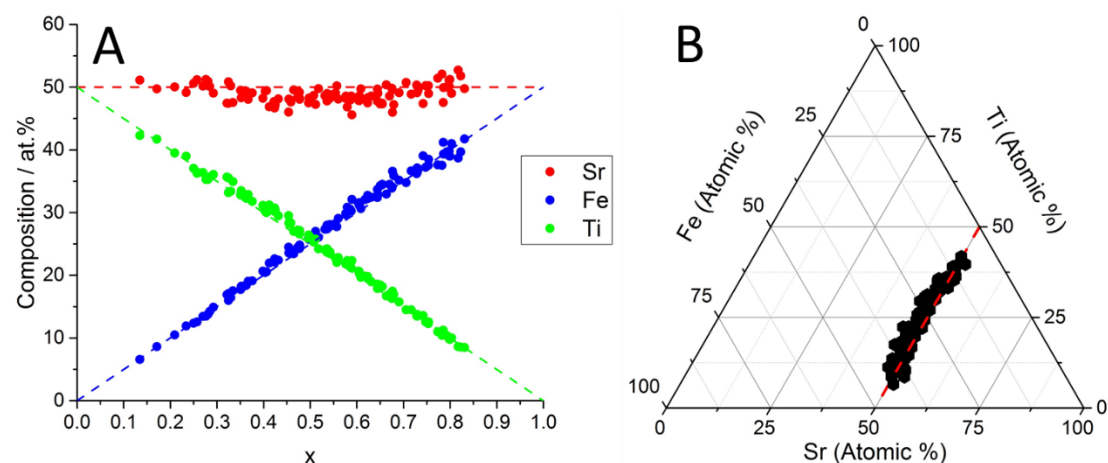 A
60
50
40
30
20
10
0
Composition / at.%
0.0 0.1 0.2 0.3 0.4 0.5 0.6 0.7 0.8 0.9 1.0
x
Sr
Fe
Ti
B
0
25
50
75
100
Fe (Atomic %)
100
75
50
25
0
Ti (Atomic %)
0 25 50 75 100
Sr (Atomic %)